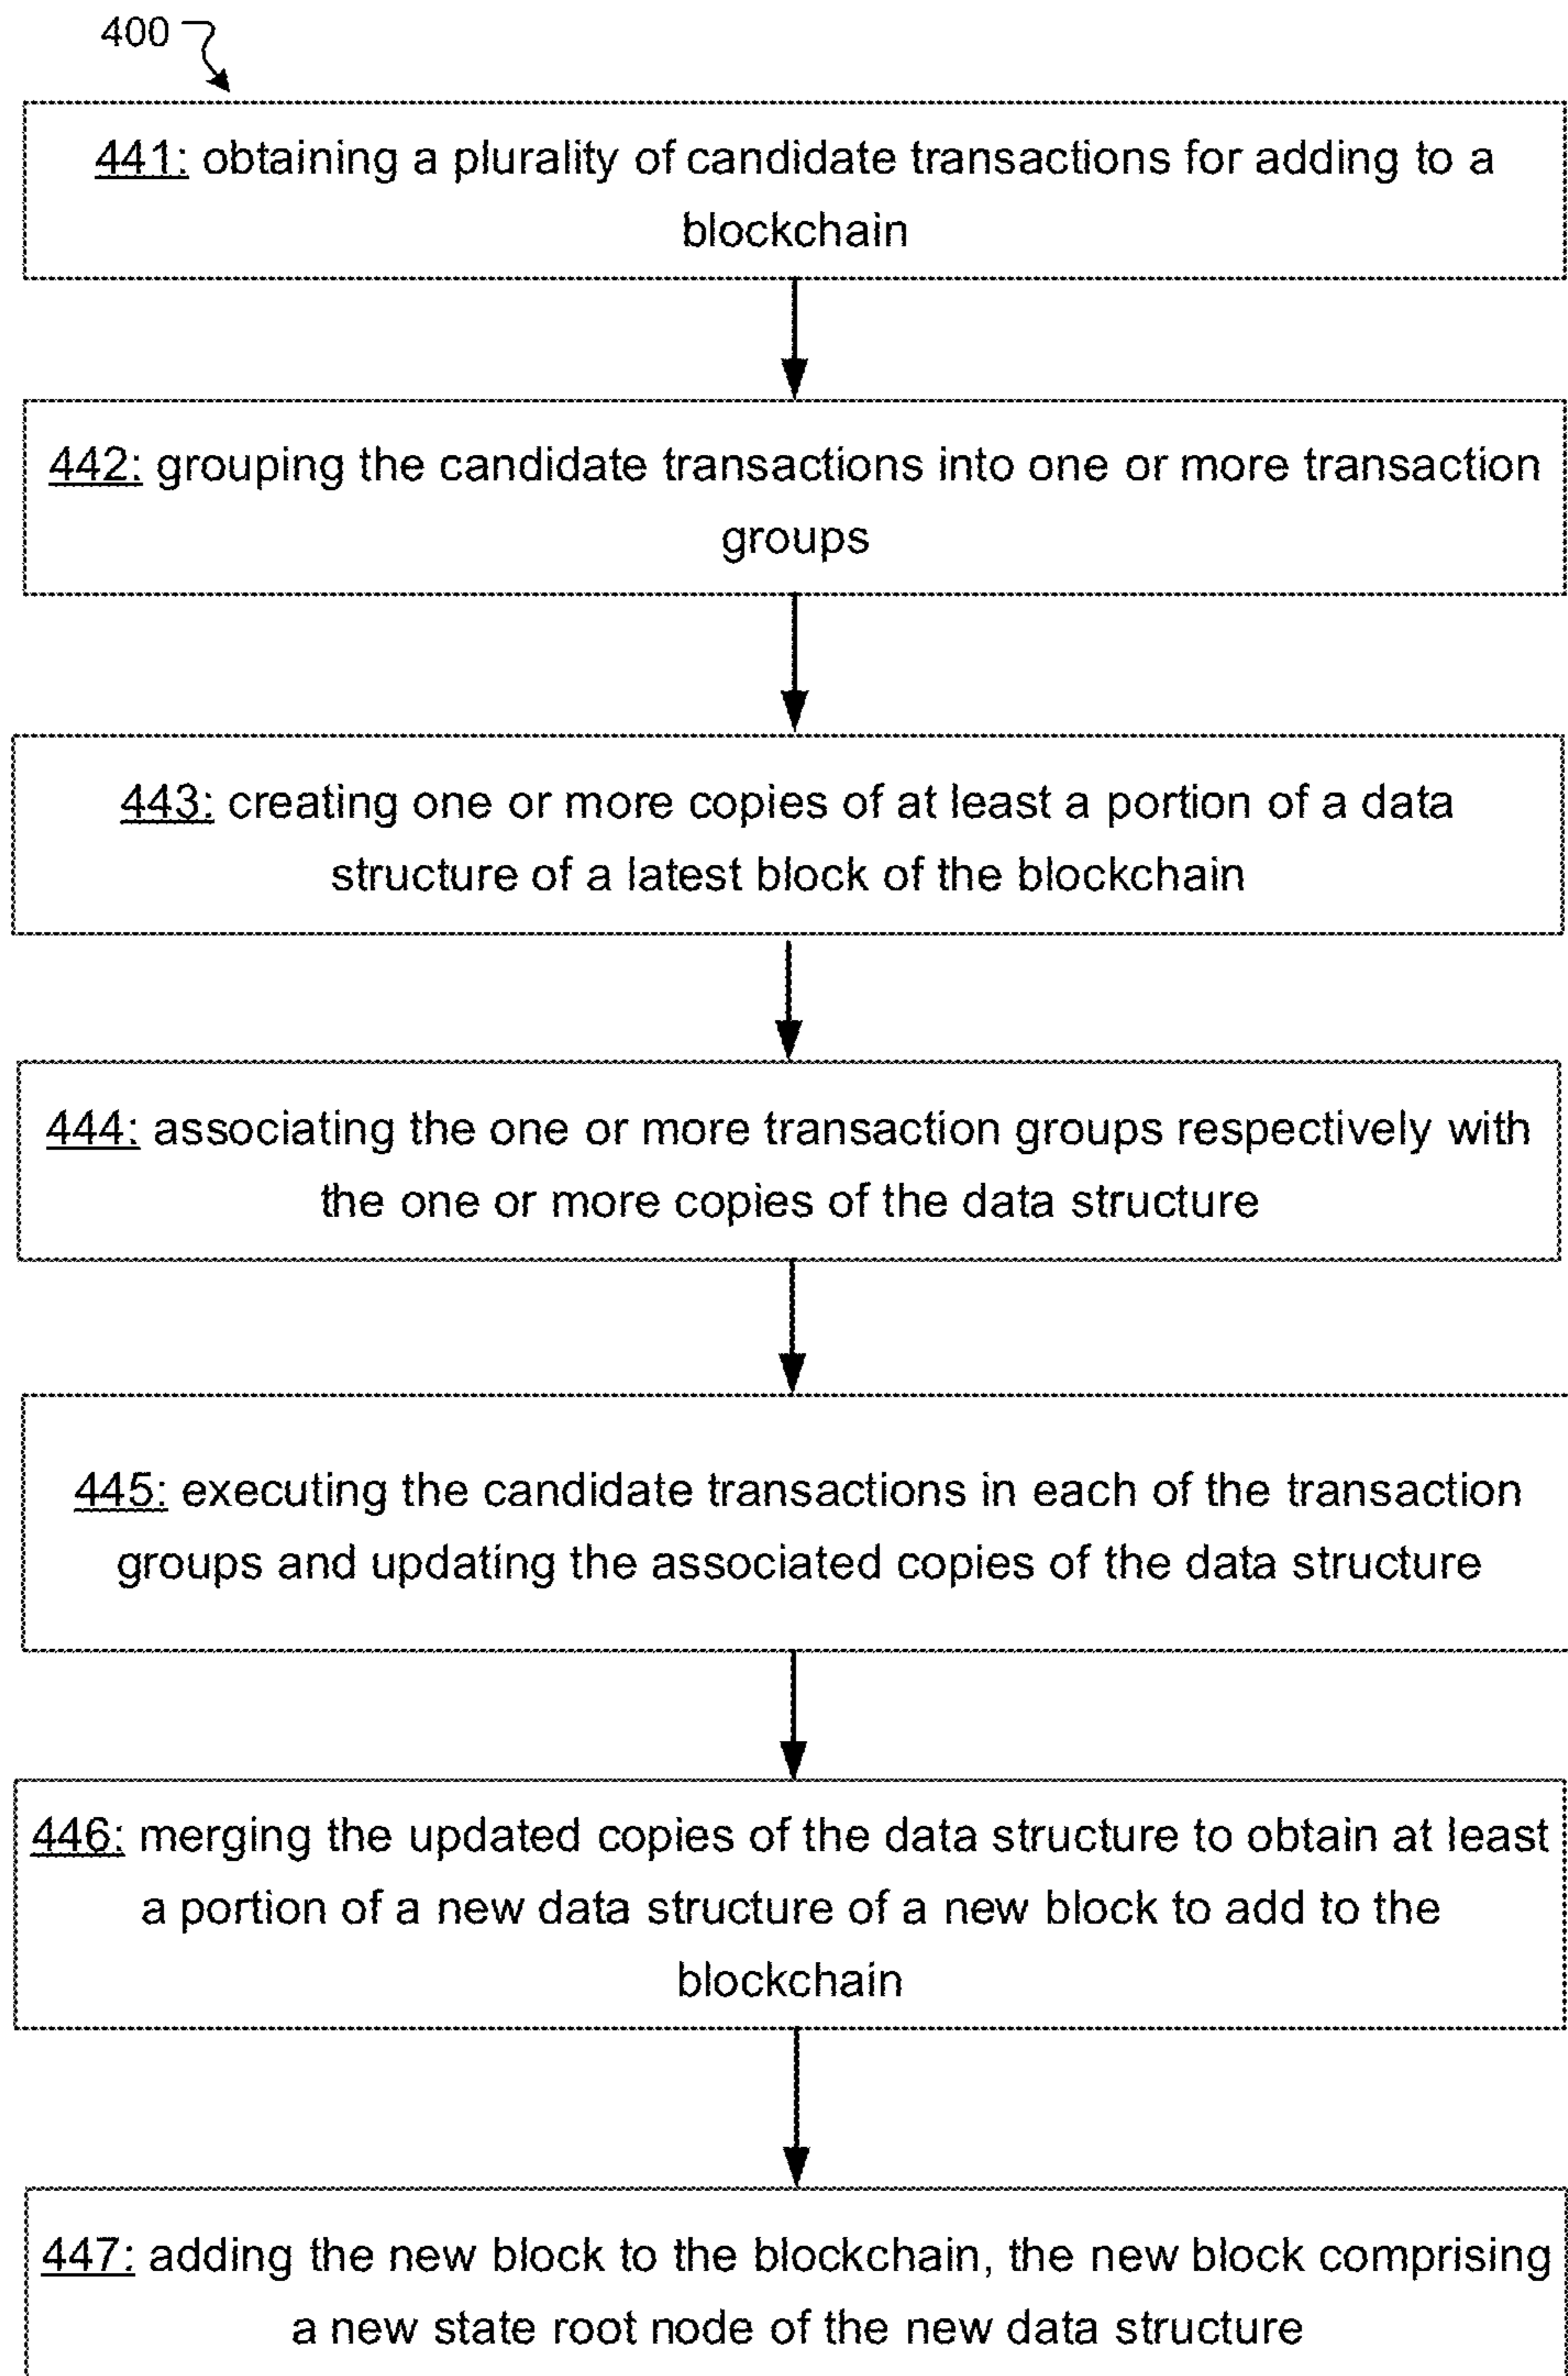 400
441: obtaining a plurality of candidate transactions for adding to a
blockchain
442: grouping the candidate transactions into one or more transaction
groups
443: creating one or more copies of at least a portion of a data
structure of a latest block of the blockchain
444: associating the one or more transaction groups respectively with
the one or more copies of the data structure
445: executing the candidate transactions in each of the transaction
groups and updating the associated copies of the data structure
446: merging the updated copies of the data structure to obtain at least
a portion of a new data structure of a new block to add to the
blockchain
447: adding the new block to the blockchain, the new block comprising
a new state root node of the new data structure